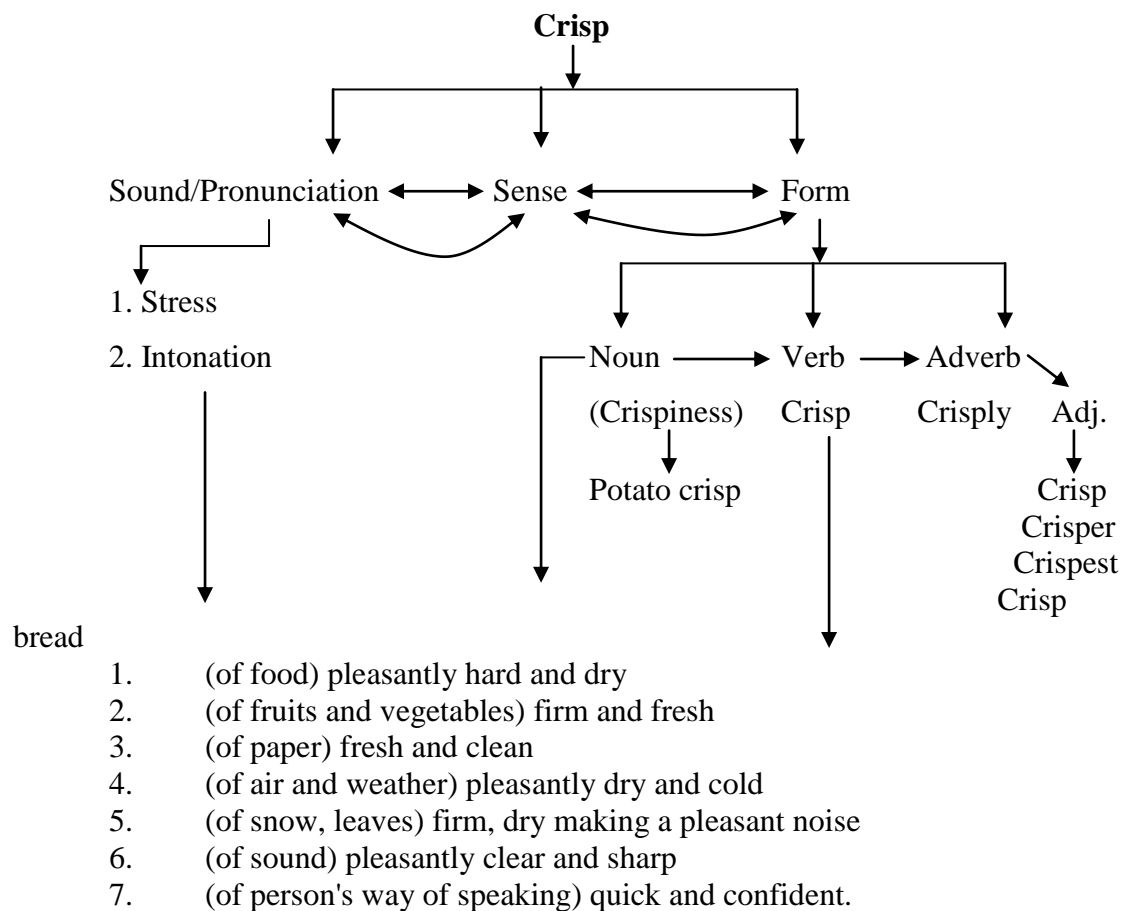 Crisp
Sound/Pronunciation Sense Form
1. Stress
2. Intonation Noun Verb Adverb
(Crispiness) Crisp Crisply Adj.
Potato crisp Crisp
Crisper
Crispest
Crisp
bread
1. (of food) pleasantly hard and dry
2. (of fruits and vegetables) firm and fresh
3. (of paper) fresh and clean
4. (of air and weather) pleasantly dry and cold
5. (of snow, leaves) firm, dry making a pleasant noise
6. (of sound) pleasantly clear and sharp
7. (of person's way of speaking) quick and confident.